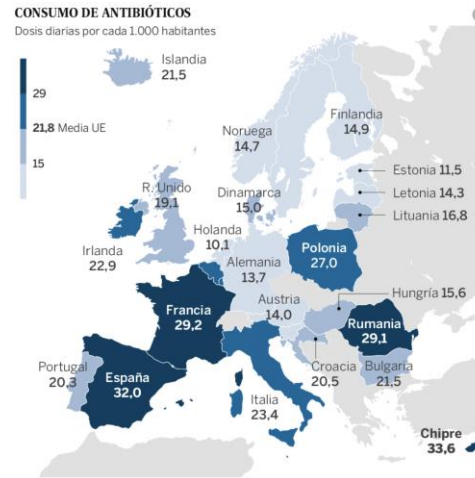 CONSUMO DE ANTIBIÓTICOS
Dosis diarias por cada 1.000 habitantes
Islandia
21,5
29
21,8 Media UE
15
Noruega
14,7
Finlandia
14,9
Estonia 11,5
Letonia 14,3
Lituania 16,8
R. Unido
19,1
Dinamarca
15,0
Irlanda
22,9
Holanda
10,1
Alemania
13,7
Polonia
27,0
Austria
14,0
Hungría 15,6
Francia
29,2
Rumania
29,1
Portugal
20,3
España
32,0
Italia
23,4
Croacia
20,5
Bulgaria
21,5
Chipre
33,6